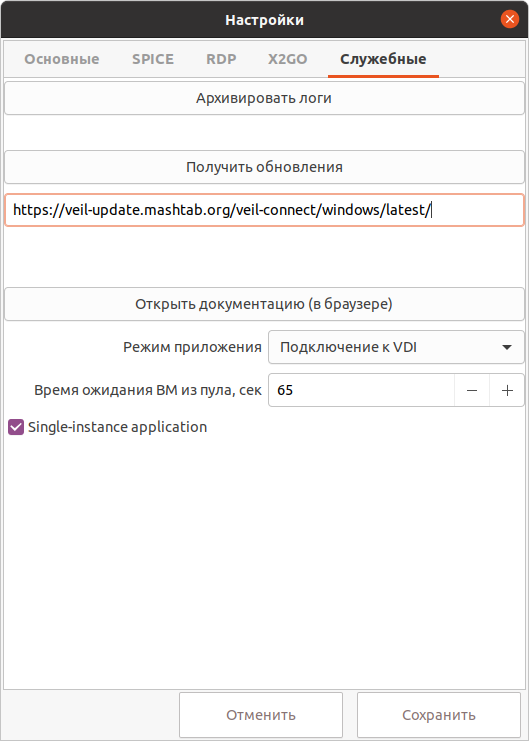 Настройки
Основные SPICE RDP X2GO Служебные
Архивировать логи
Получить обновления
https://veil-update.mashtab.org/veil-connect/windows/latest/
Открыть документацию (в браузере)
Режим приложения Подключение к VDI
Время ожидания ВМ из пула, сек 65 − +
Single-instance application
Отменить Сохранить